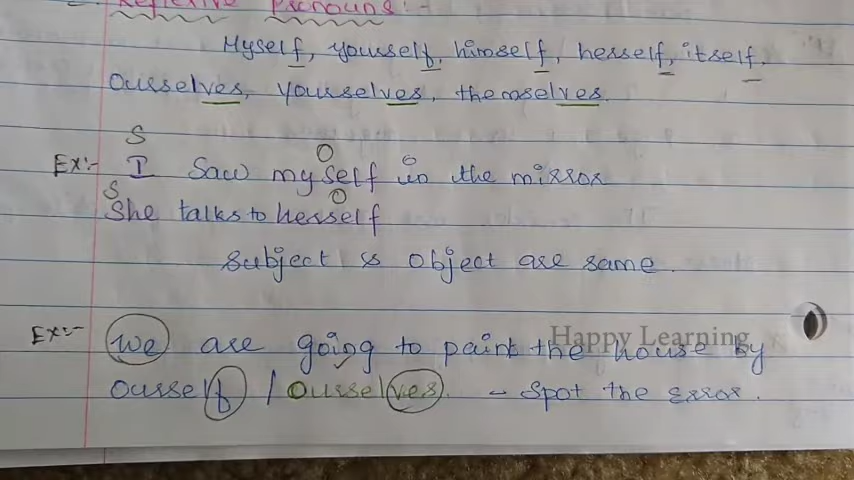 Reflexive Pronouns:-
Myself, yourself, himself, herself, itself.
Ourselves, yourselves, themselves.
S O
Ex:- I saw myself in the mirror
S O
She talks to herself
subject & object are same.
Ex:- We are going to paint the house by
ourself / ourselves. - Spot the Error.
Happy Learning